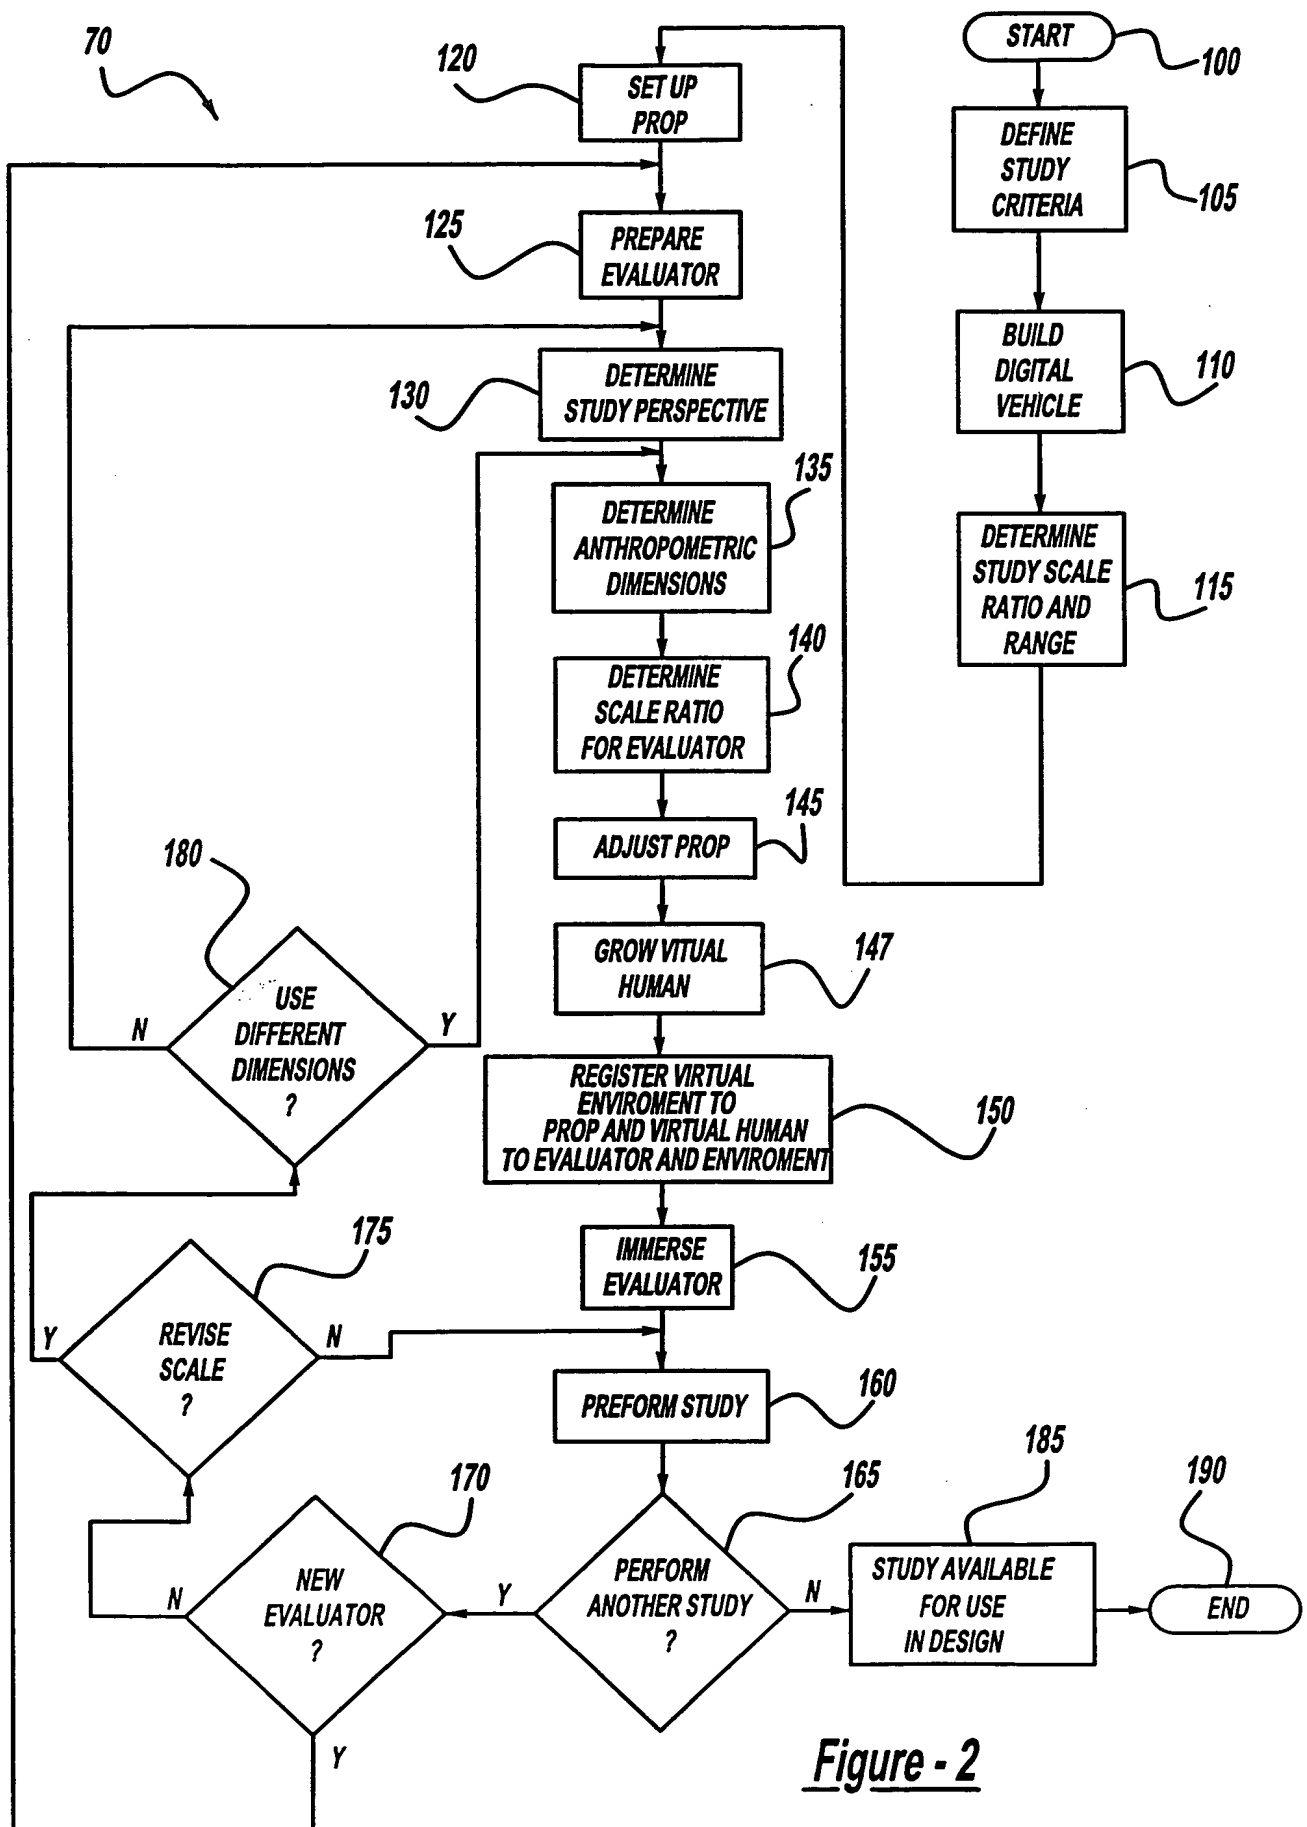 START
100
DEFINE
STUDY
CRITERIA
105
BUILD
DIGITAL
VEHICLE
110
DETERMINE
STUDY SCALE
RATIO AND
RANGE
115
70
120
SET UP
PROP
125
PREPARE
EVALUATOR
130
DETERMINE
STUDY PERSPECTIVE
135
DETERMINE
ANTHROPOMETRIC
DIMENSIONS
140
DETERMINE
SCALE RATIO
FOR EVALUATOR
145
ADJUST PROP
147
GROW VITUAL
HUMAN
150
REGISTER VIRTUAL
ENVIROMENT TO
PROP AND VIRTUAL HUMAN
TO EVALUATOR AND ENVIROMENT
155
IMMERSE
EVALUATOR
160
PREFORM STUDY
165
PERFORM
ANOTHER STUDY
?
Y
N
170
NEW
EVALUATOR
?
N
Y
175
REVISE
SCALE
?
Y
N
180
USE
DIFFERENT
DIMENSIONS
?
N
Y
185
STUDY AVAILABLE
FOR USE
IN DESIGN
190
END
Figure - 2